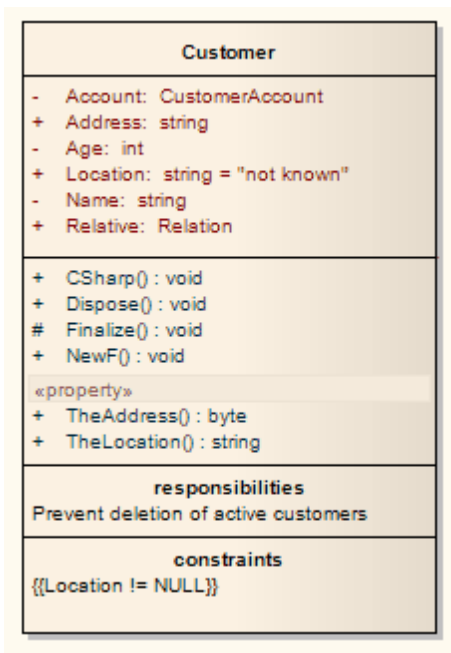 Customer
- Account: CustomerAccount
+ Address: string
- Age: int
+ Location: string = "not known"
- Name: string
+ Relative: Relation
+ CSharp() : void
+ Dispose() : void
# Finalize() : void
+ NewF() : void
«property»
+ TheAddress() : byte
+ TheLocation() : string
responsibilities
Prevent deletion of active customers
constraints
{{Location != NULL}}